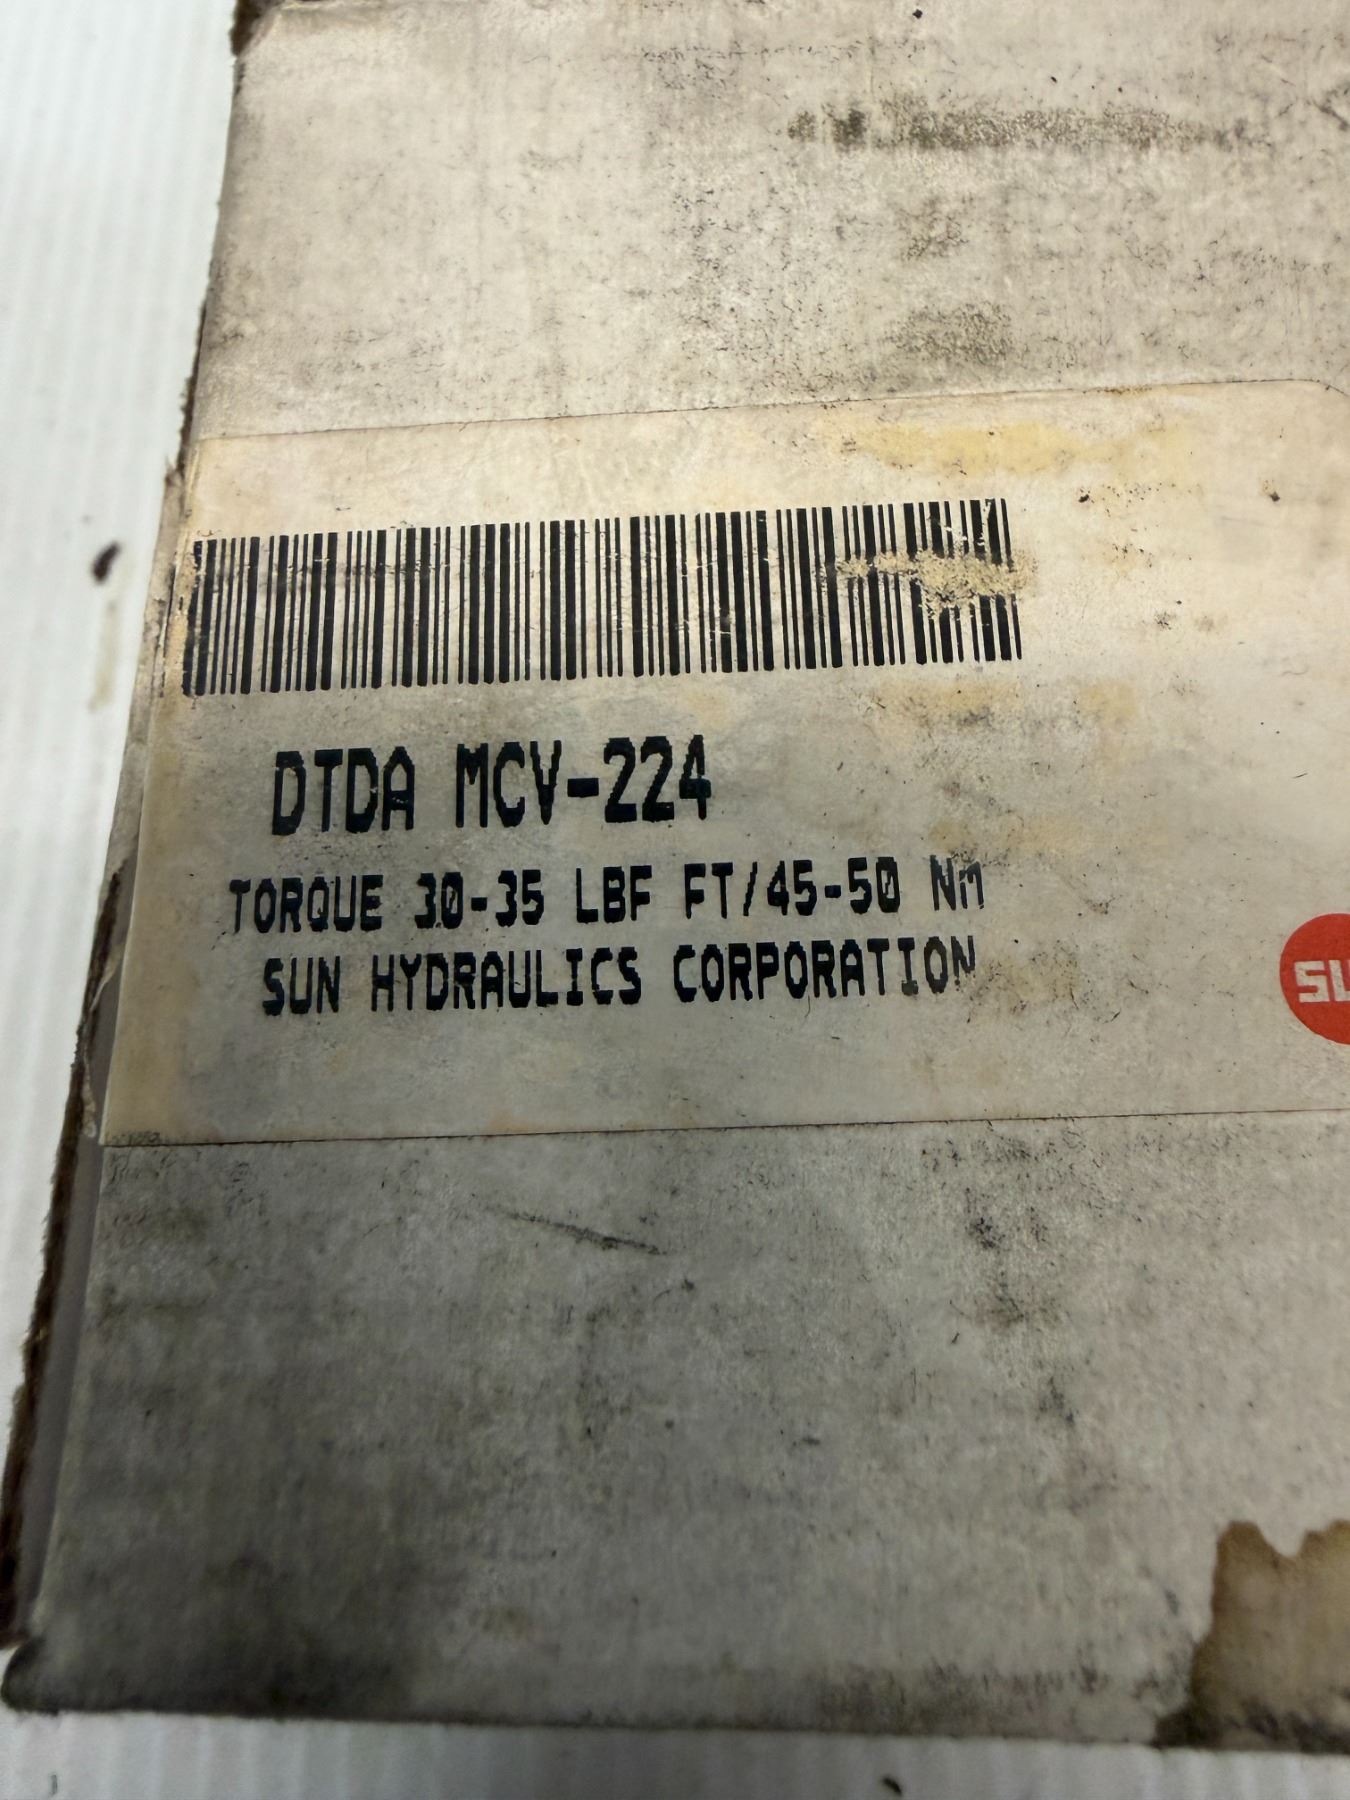 DTDA MCV-224
TORQUE 30-35 LBF FT/45-50 NM
SUN HYDRAULICS CORPORATION